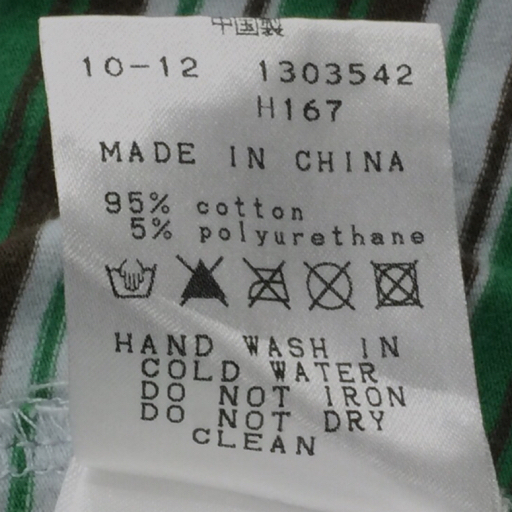 中国製
10-12 1303542
H167
MADE IN CHINA
95% cotton
5% polyurethane
HAND WASH IN
COLD WATER
DO NOT IRON
DO NOT DRY
CLEAN